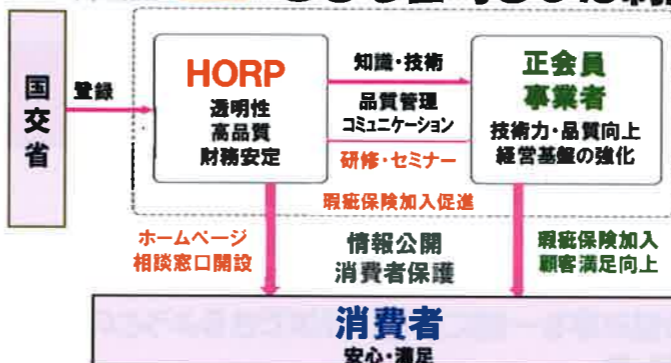 国交省
登録
HORP
透明性
高品質
財務安定
知識・技術
品質管理
コミュニケーション
研修・セミナー
瑕疵保険加入促進
正会員
事業者
技術力・品質向上
経営基盤の強化
ホームページ
相談窓口開設
情報公開
消費者保護
瑕疵保険加入
顧客満足向上
消費者
安心・満足